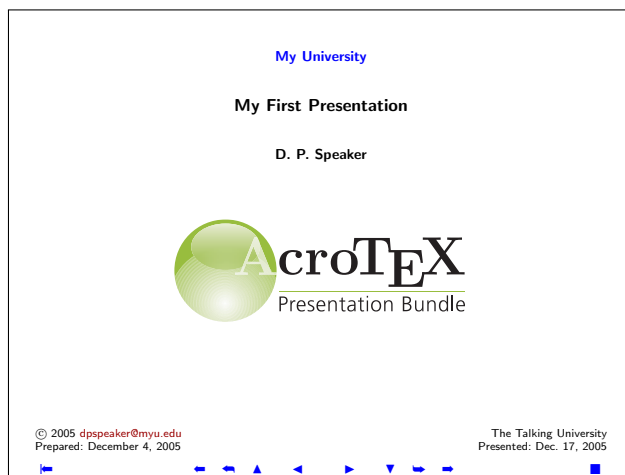 My University
My First Presentation
D. P. Speaker
AcroTEX
Presentation Bundle
© 2005 dpspeaker@myu.edu
Prepared: December 4, 2005
The Talking University
Presented: Dec. 17, 2005